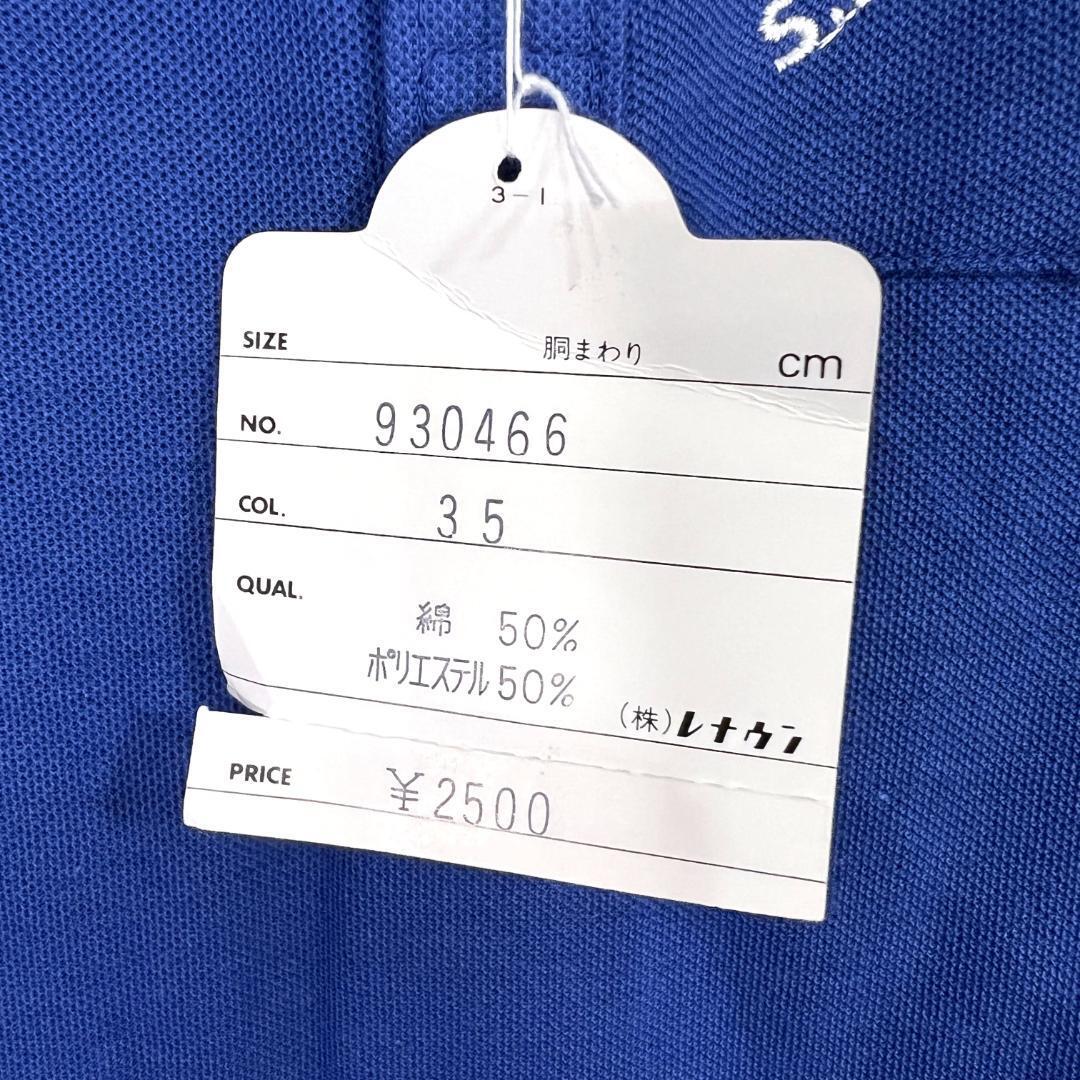 3-1
SIZE 胴まわり cm
NO. 930466
COL. 35
QUAL. 綿 50%
ポリエステル 50%
(株)レナウン
PRICE ¥2500